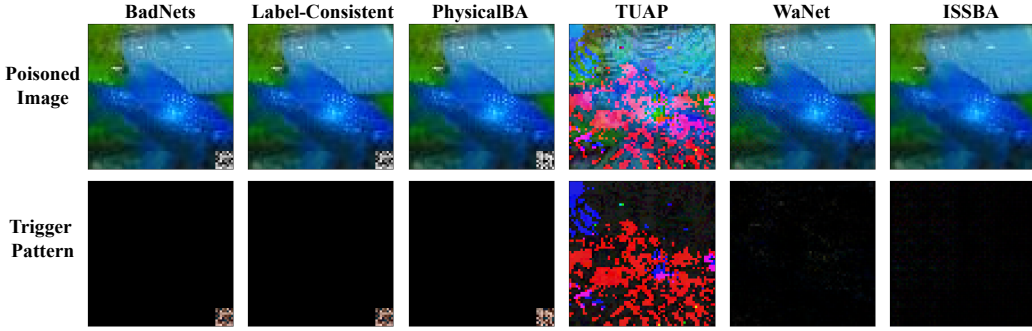 BadNets Label-Consistent PhysicalBA TUAP WaNet ISSBA
Poisoned
Image
Trigger
Pattern